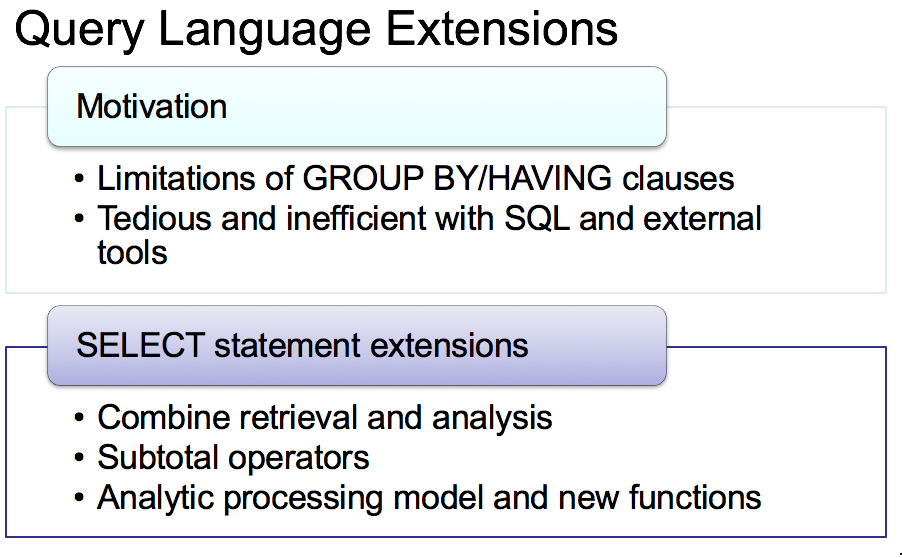 Query Language Extensions
Motivation
• Limitations of GROUP BY/HAVING clauses
• Tedious and inefficient with SQL and external
tools
SELECT statement extensions
• Combine retrieval and analysis
• Subtotal operators
• Analytic processing model and new functions